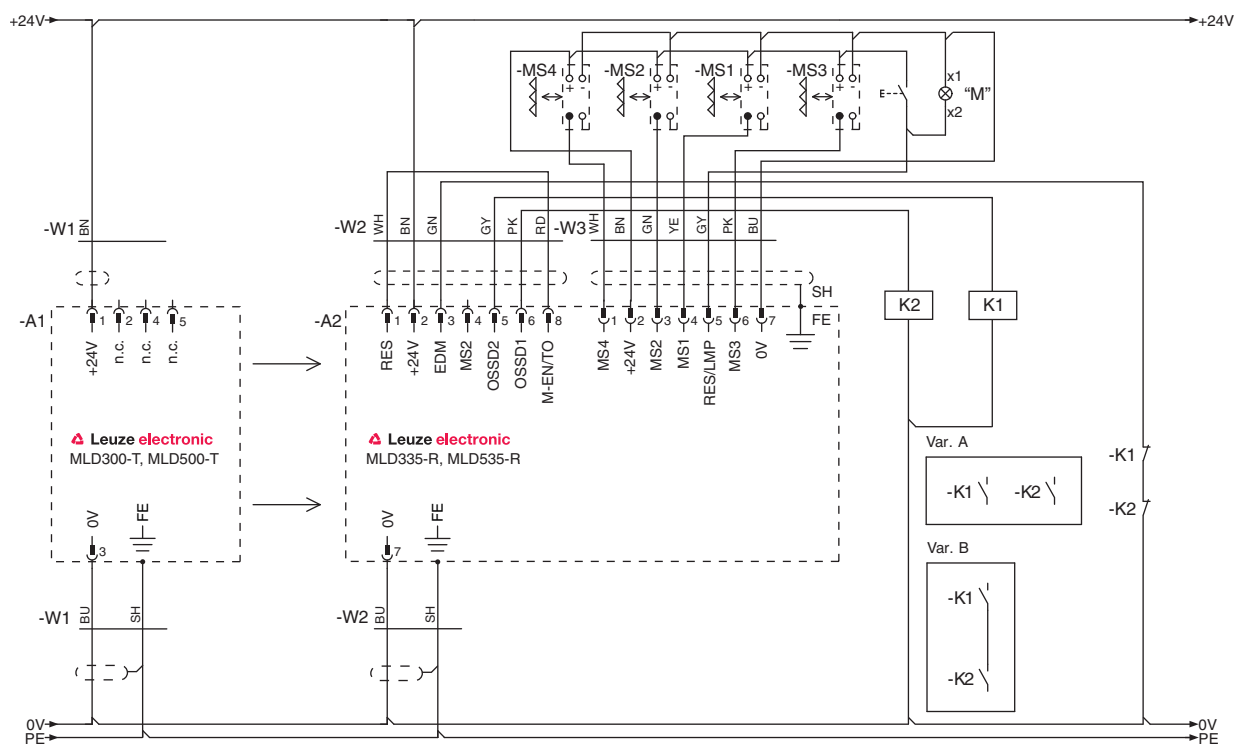 +24V +24V
-MS4 -MS2 -MS1 -MS3
+ - + - + - + -
E
x1
"M"
x2
-W1 BN
-W2 WH BN GN GY PK RD
-W3 WH BN GN YE GY PK BU
SH
FE
K2 K1
-A1
1 2 4 5
+24V n.c. n.c. n.c.
-A2
1 2 3 4 5 6 8
RES +24V EDM MS2 OSSD2 OSSD1 M-EN/TO
1 2 3 4 5 6 7
MS4 +24V MS2 MS1 RES/LMP MS3 0V
Leuze electronic
MLD300-T, MLD500-T
Leuze electronic
MLD335-R, MLD535-R
Var. A
-K1 -K2
-K1
-K2
0V FE
3
0V FE
7
Var. B
-K1
-K2
-W1 BU SH
-W2 BU SH
0V 0V
PE PE